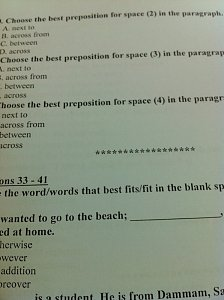 . Choose the best preposition for space (2) in the paragraph.
A. next to
B. across from
C. between
D. across
Choose the best preposition for space (3) in the paragrap
A. next to
. across from
. between
. across
hoose the best preposition for space (4) in the paragr
next to
across from
between
across
******************
ons 33 - 41
e the word/words that best fits/fit in the blank sp
wanted to go to the beach; ____________,
ed at home.
herwise
owever
addition
oreover
is a student. He is from Dammam, Sa